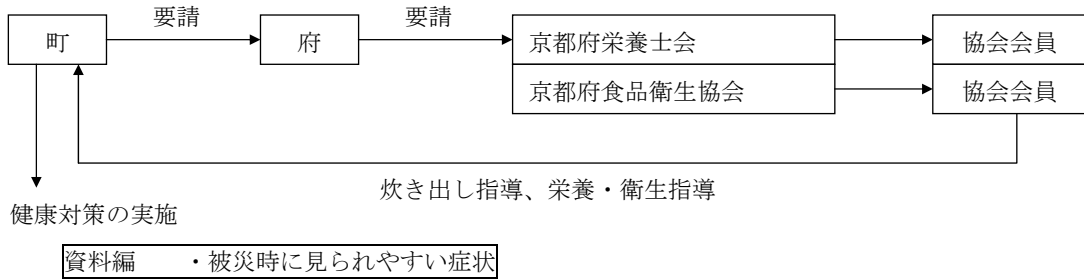 要請
要請
町
府
京都府栄養士会
協会会員
京都府食品衛生協会
協会会員
炊き出し指導、栄養・衛生指導
健康対策の実施
資料編　・被災時に見られやすい症状